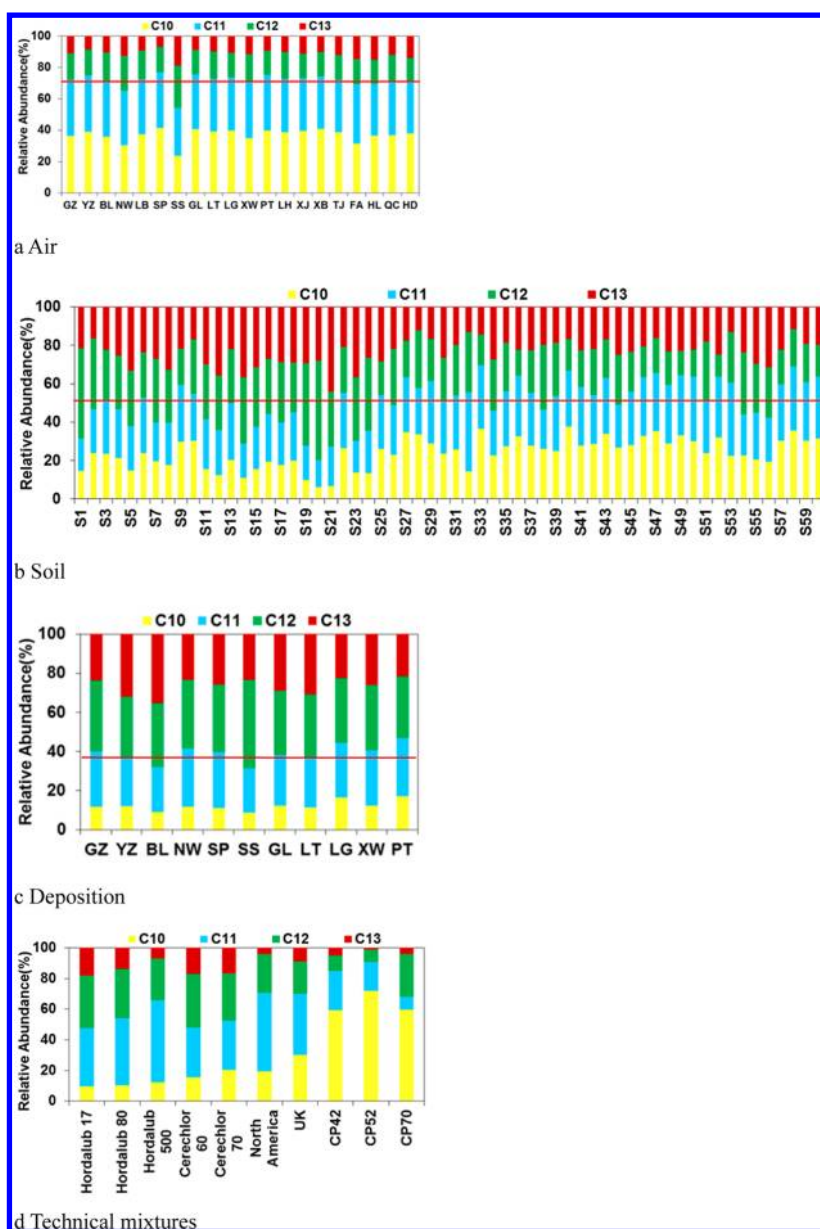 C10 C11 C12 C13
Relative Abundance(%)
100
80
60
40
20
0
GZ YZ BL NW LB SP SS GL LT LG XW PT LH XJ XB TJ FA HL QC HD
a Air
C10 C11 C12 C13
Relative Abundance(%)
100
80
60
40
20
0
S1 S3 S5 S7 S9 S11 S13 S15 S17 S19 S21 S23 S25 S27 S29 S31 S33 S35 S37 S39 S41 S43 S45 S47 S49 S51 S53 S55 S57 S59
b Soil
C10 C11 C12 C13
Relative Abundance(%)
100
80
60
40
20
0
GZ YZ BL NW SP SS GL LT LG XW PT
c Deposition
C10 C11 C12 C13
Relative Abundance(%)
100
80
60
40
20
0
Hordalub 17
Hordalub 80
Hordalub
500
Cerechlor
60
Cerechlor
70
North
America
UK
CP42
CP52
CP70
d Technical mixtures